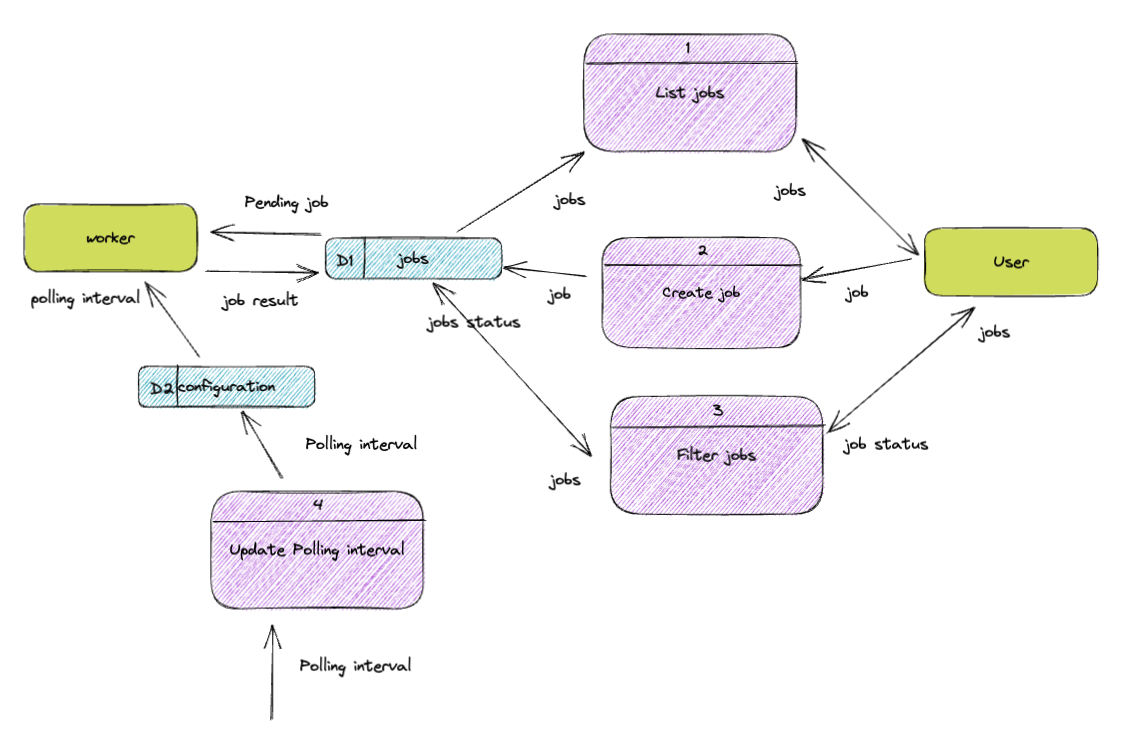 1
List jobs
jobs
Pending job
jobs
worker
D1 jobs
2
User
polling interval
job result
job
Create job
job
jobs status
jobs
D2 configuration
3
Polling interval
job status
Filter jobs
jobs
4
Update Polling interval
Polling interval